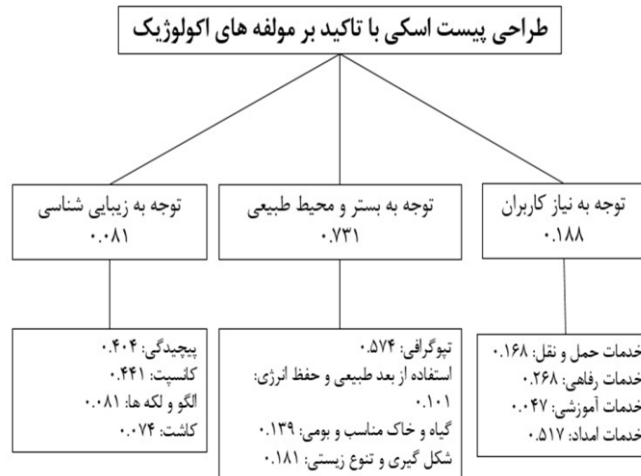 طراحی پیست اسکی با تاکید بر مولفه های اکولوژیک
توجه به نیاز کاربران
۰.۱۸۸
توجه به بستر و محیط طبیعی
۰.۷۳۱
توجه به زیبایی شناسی
۰.۰۸۱
خدمات حمل و نقل: ۰.۱۶۸
خدمات رفاهی: ۰.۲۶۸
خدمات آموزشی: ۰.۰۴۷
خدمات امداد: ۰.۵۱۷
تپوگرافی: ۰.۵۷۴
استفاده از بعد طبیعی و حفظ انرژی:
۰.۱۰۱
گیاه و خاک مناسب و بومی: ۰.۱۳۹
شکل گیری و تنوع زیستی: ۰.۱۸۱
پیچیدگی: ۰.۴۰۴
کانسپت: ۰.۴۴۱
الگو و لکه ها: ۰.۰۸۱
کاشت: ۰.۰۷۴